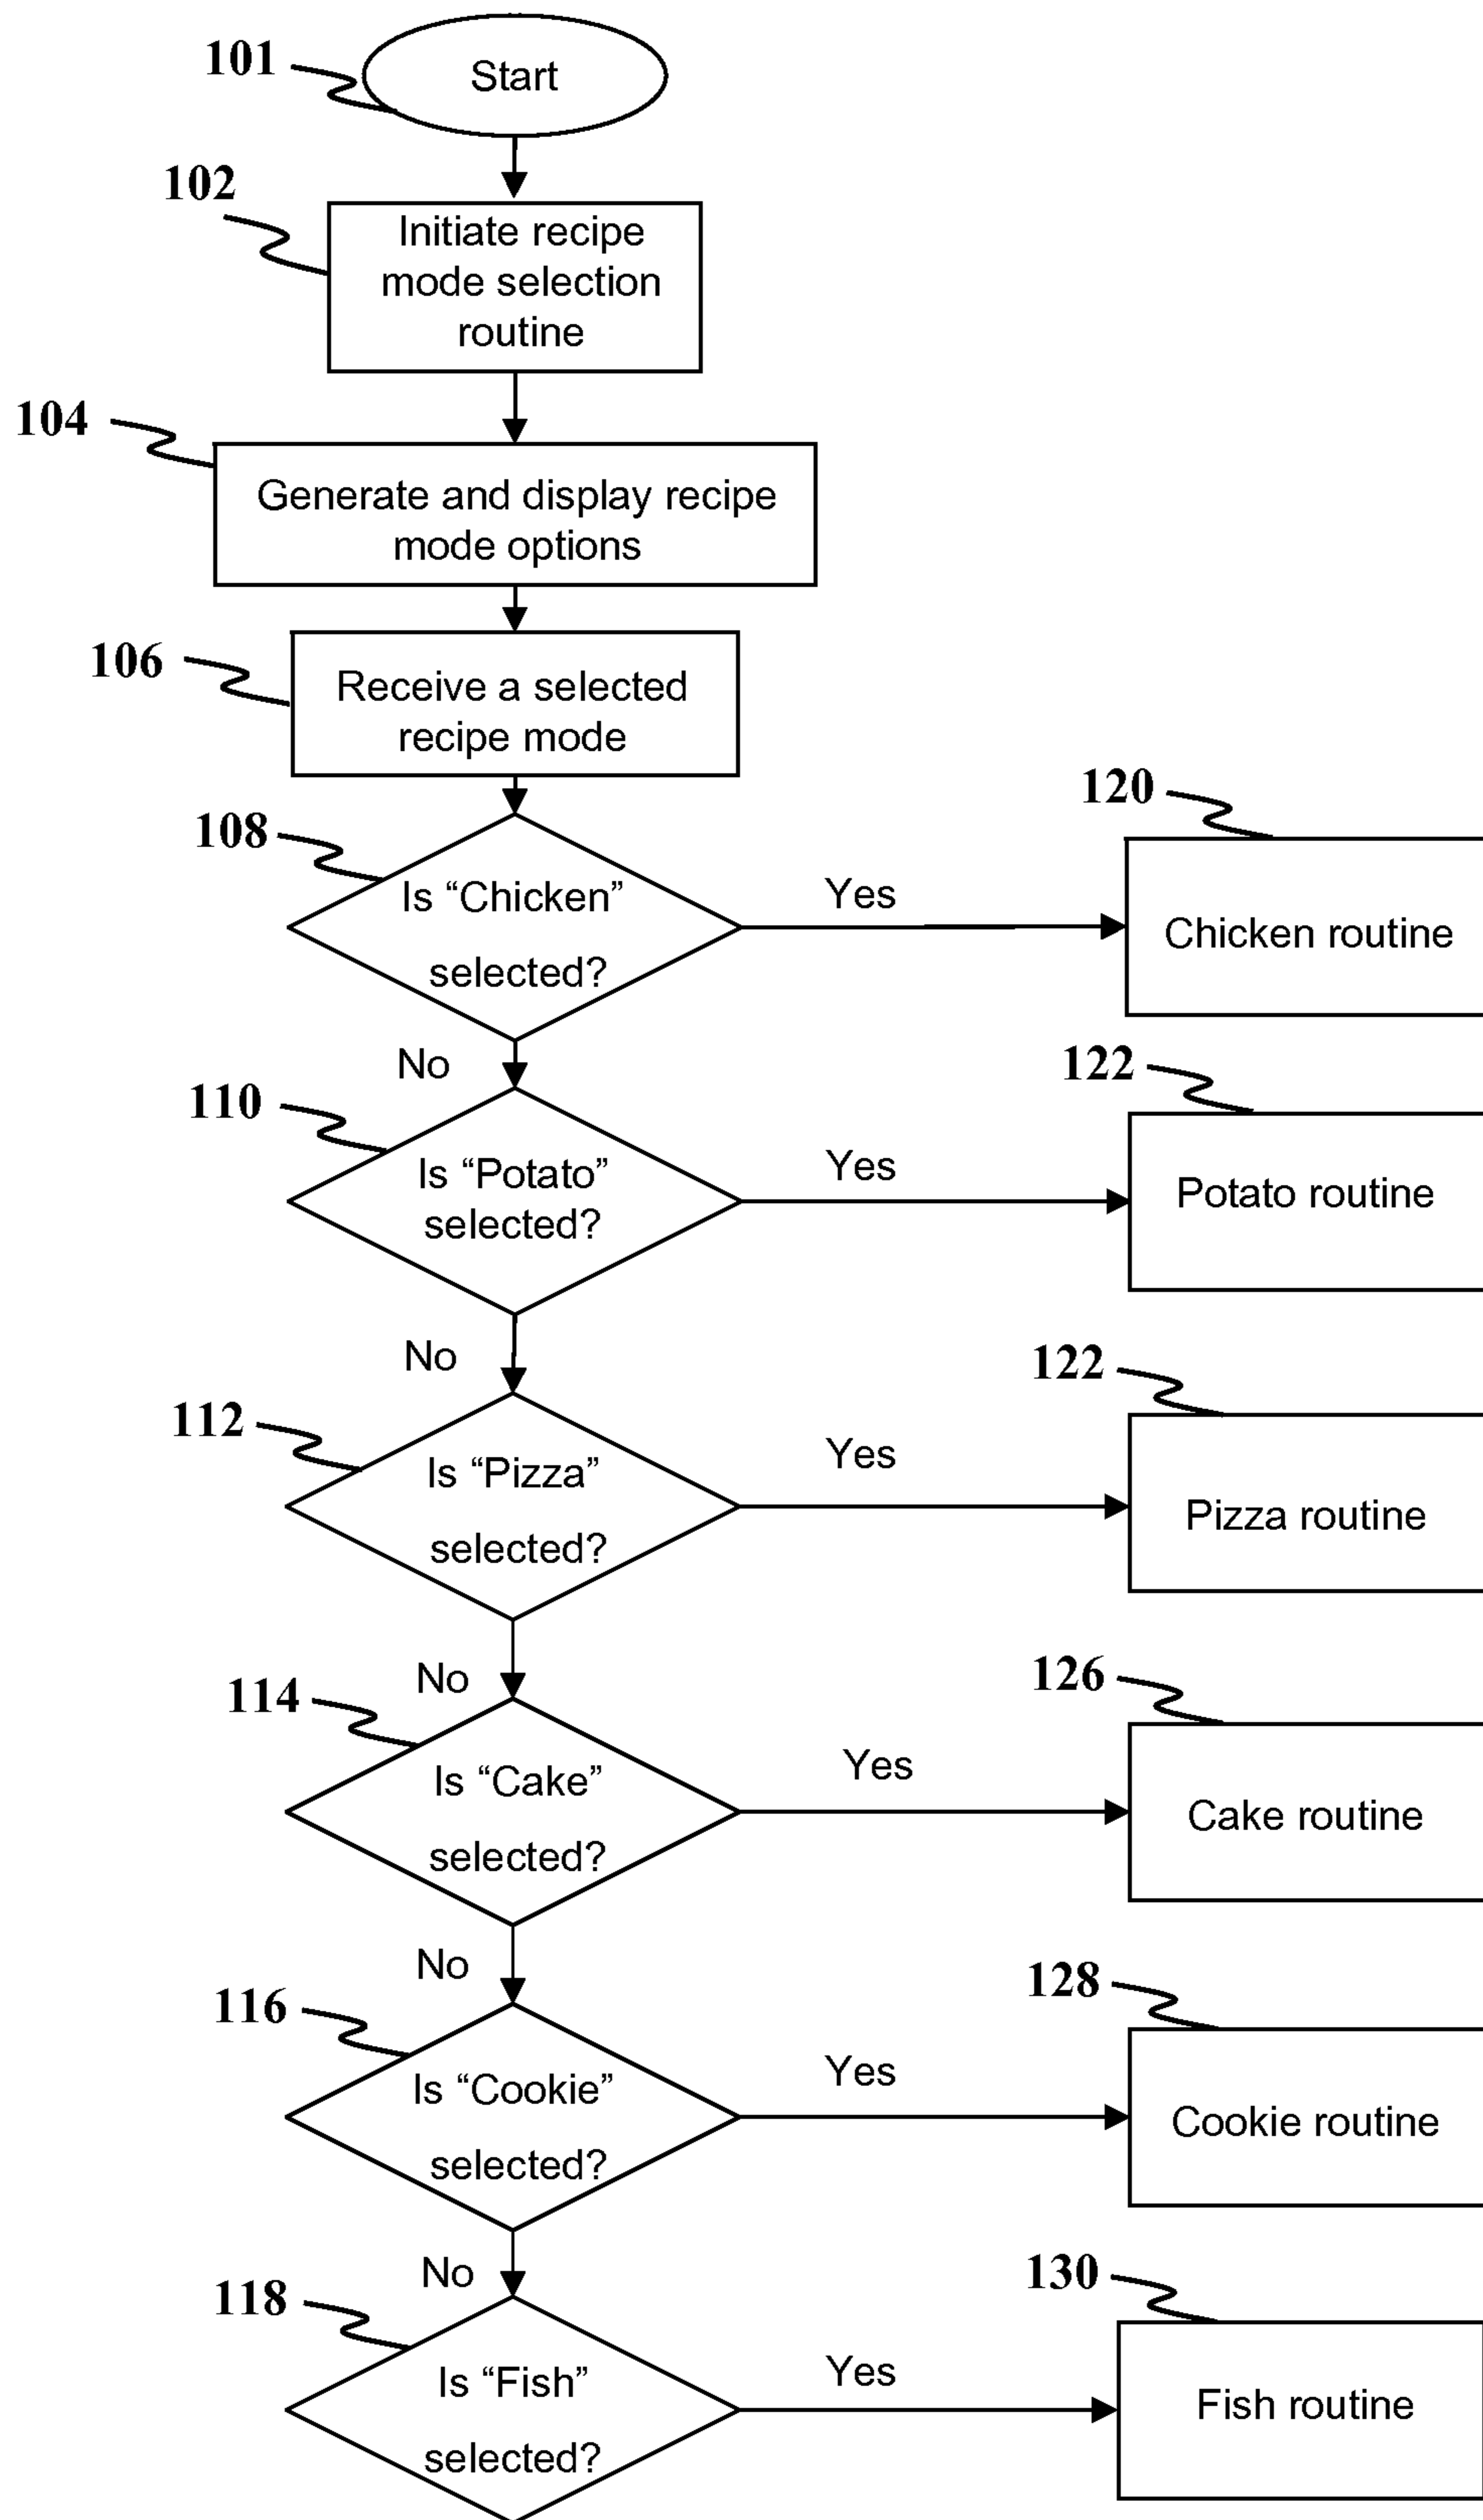 101
Start
102
Initiate recipe
mode selection
routine
104
Generate and display recipe
mode options
106
Receive a selected
recipe mode
108
Is “Chicken”
selected?
Yes
120
Chicken routine
No
110
Is “Potato”
selected?
Yes
122
Potato routine
No
112
Is “Pizza”
selected?
Yes
122
Pizza routine
No
114
Is “Cake”
selected?
Yes
126
Cake routine
No
116
Is “Cookie”
selected?
Yes
128
Cookie routine
No
118
Is “Fish”
selected?
Yes
130
Fish routine